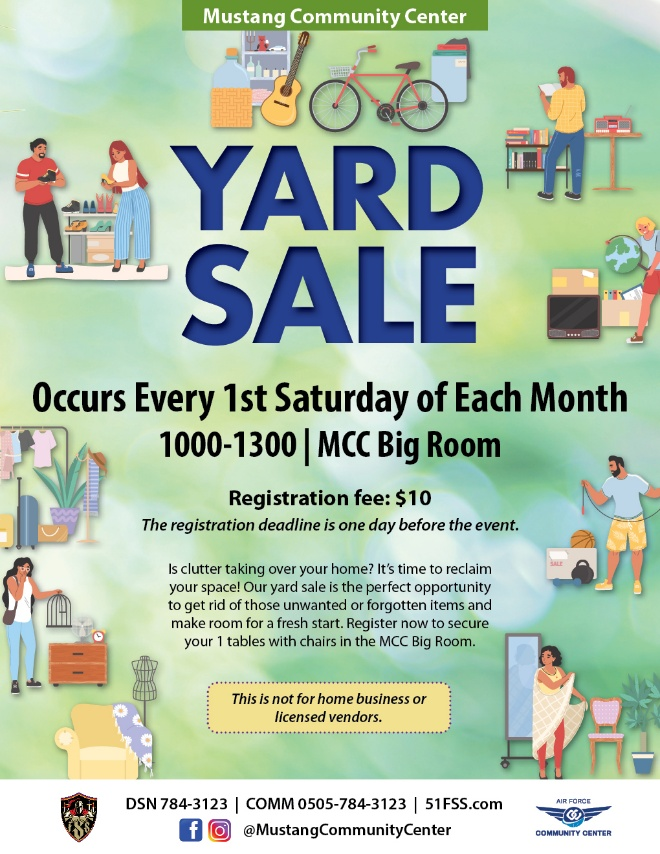 Mustang Community Center
YARD
SALE
Occurs Every 1st Saturday of Each Month
1000-1300 | MCC Big Room
Registration fee: $10
The registration deadline is one day before the event.
Is clutter taking over your home? It's time to reclaim
your space! Our yard sale is the perfect opportunity
to get rid of those unwanted or forgotten items and
make room for a fresh start. Register now to secure
your 1 tables with chairs in the MCC Big Room.
SALE
This is not for home business or
licensed vendors.
DSN 784-3123 | COMM 0505-784-3123 | 51FSS.com
@MustangCommunityCenter
AIR FORCE
COMMUNITY CENTER